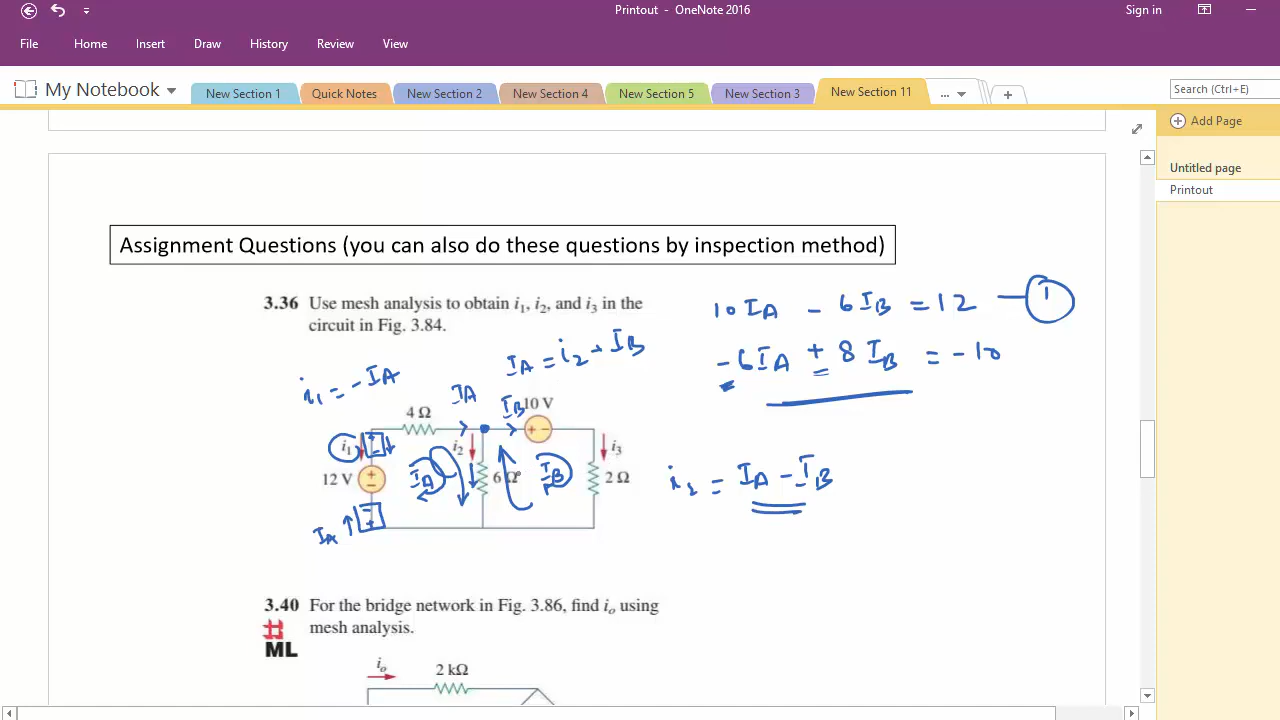 Printout - OneNote 2016
Sign in
File Home Insert Draw History Review View
My Notebook
New Section 1
Quick Notes
New Section 2
New Section 4
New Section 5
New Section 3
New Section 11
...
Search (Ctrl+E)
Add Page
Untitled page
Printout
Assignment Questions (you can also do these questions by inspection method)
3.36 Use mesh analysis to obtain i₁, i₂, and i₃ in the
circuit in Fig. 3.84.
10 IA - 6 IB = 12 — 1
-6 IA + 8 IB = -10
i₁ = -IA
IA = i₂ + IB
4 Ω
IA
IB
10 V
+ −
i₁
i₂
i₃
12 V
+
−
IA
6 Ω
IB
2 Ω
IA
i₂ = IA - IB
3.40 For the bridge network in Fig. 3.86, find iₒ using
mesh analysis.
ML
iₒ
2 kΩ